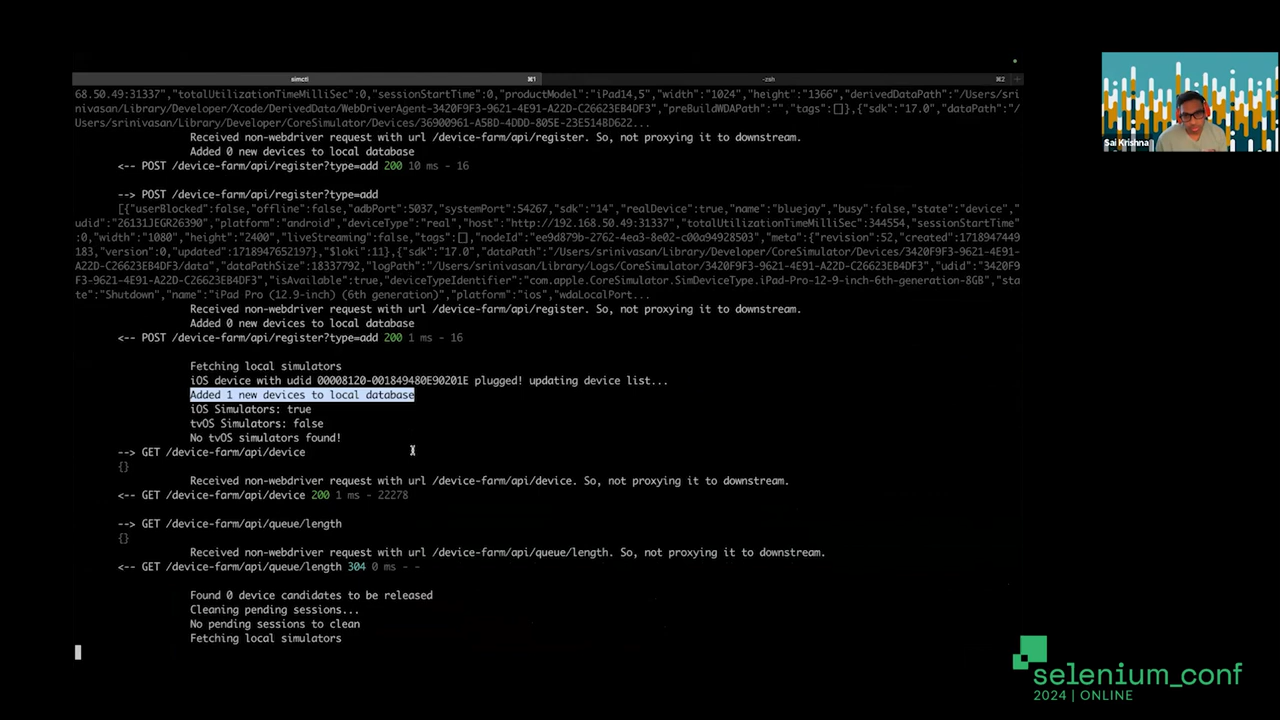 simctl ⌘1 -zsh ⌘2
68.50.49:31337","totalUtilizationTimeMilliSec":0,"sessionStartTime":0,"productModel":"iPad14,5","width":"1024","height":"1366","derivedDataPath":"/Users/sri
nivasan/Library/Developer/Xcode/DerivedData/WebDriverAgent-3420F9F3-9621-4E91-A22D-C26623EB4DF3","preBuildWDAPath":"","tags":[]},{"sdk":"17.0","dataPath":"/
Users/srinivasan/Library/Developer/CoreSimulator/Devices/36900961-A5BD-4DDD-805E-23E514BD622...
Received non-webdriver request with url /device-farm/api/register. So, not proxying it to downstream.
Added 0 new devices to local database
<-- POST /device-farm/api/register?type=add 200 10 ms - 16
--> POST /device-farm/api/register?type=add
[{"userBlocked":false,"offline":false,"adbPort":5037,"systemPort":54267,"sdk":"14","realDevice":true,"name":"bluejay","busy":false,"state":"device","
udid":"26131JEGR26390","platform":"android","deviceType":"real","host":"http://192.168.50.49:31337","totalUtilizationTimeMilliSec":344554,"sessionStartTime"
:0,"width":"1080","height":"2400","liveStreaming":false,"tags":[],"nodeId":"ee9d879b-2762-4ea3-8e02-c00a94928503","meta":{"revision":52,"created":1718947449
183,"version":0,"updated":1718947652197},"$loki":11},{"sdk":"17.0","dataPath":"/Users/srinivasan/Library/Developer/CoreSimulator/Devices/3420F9F3-9621-4E91-
A22D-C26623EB4DF3/data","dataPathSize":18337792,"logPath":"/Users/srinivasan/Library/Logs/CoreSimulator/3420F9F3-9621-4E91-A22D-C26623EB4DF3","udid":"3420F9
F3-9621-4E91-A22D-C26623EB4DF3","isAvailable":true,"deviceTypeIdentifier":"com.apple.CoreSimulator.SimDeviceType.iPad-Pro-12-9-inch-6th-generation-8GB","sta
te":"Shutdown","name":"iPad Pro (12.9-inch) (6th generation)","platform":"ios","wdaLocalPort...
Received non-webdriver request with url /device-farm/api/register. So, not proxying it to downstream.
Added 0 new devices to local database
<-- POST /device-farm/api/register?type=add 200 1 ms - 16
Fetching local simulators
iOS device with udid 00008120-001849480E90201E plugged! updating device list...
Added 1 new devices to local database
iOS Simulators: true
tvOS Simulators: false
No tvOS simulators found!
--> GET /device-farm/api/device
{}
Received non-webdriver request with url /device-farm/api/device. So, not proxying it to downstream.
<-- GET /device-farm/api/device 200 1 ms - 22278
--> GET /device-farm/api/queue/length
{}
Received non-webdriver request with url /device-farm/api/queue/length. So, not proxying it to downstream.
<-- GET /device-farm/api/queue/length 304 0 ms - -
Found 0 device candidates to be released
Cleaning pending sessions...
No pending sessions to clean
Fetching local simulators
Sai Krishna
selenium_conf
2024 | ONLINE